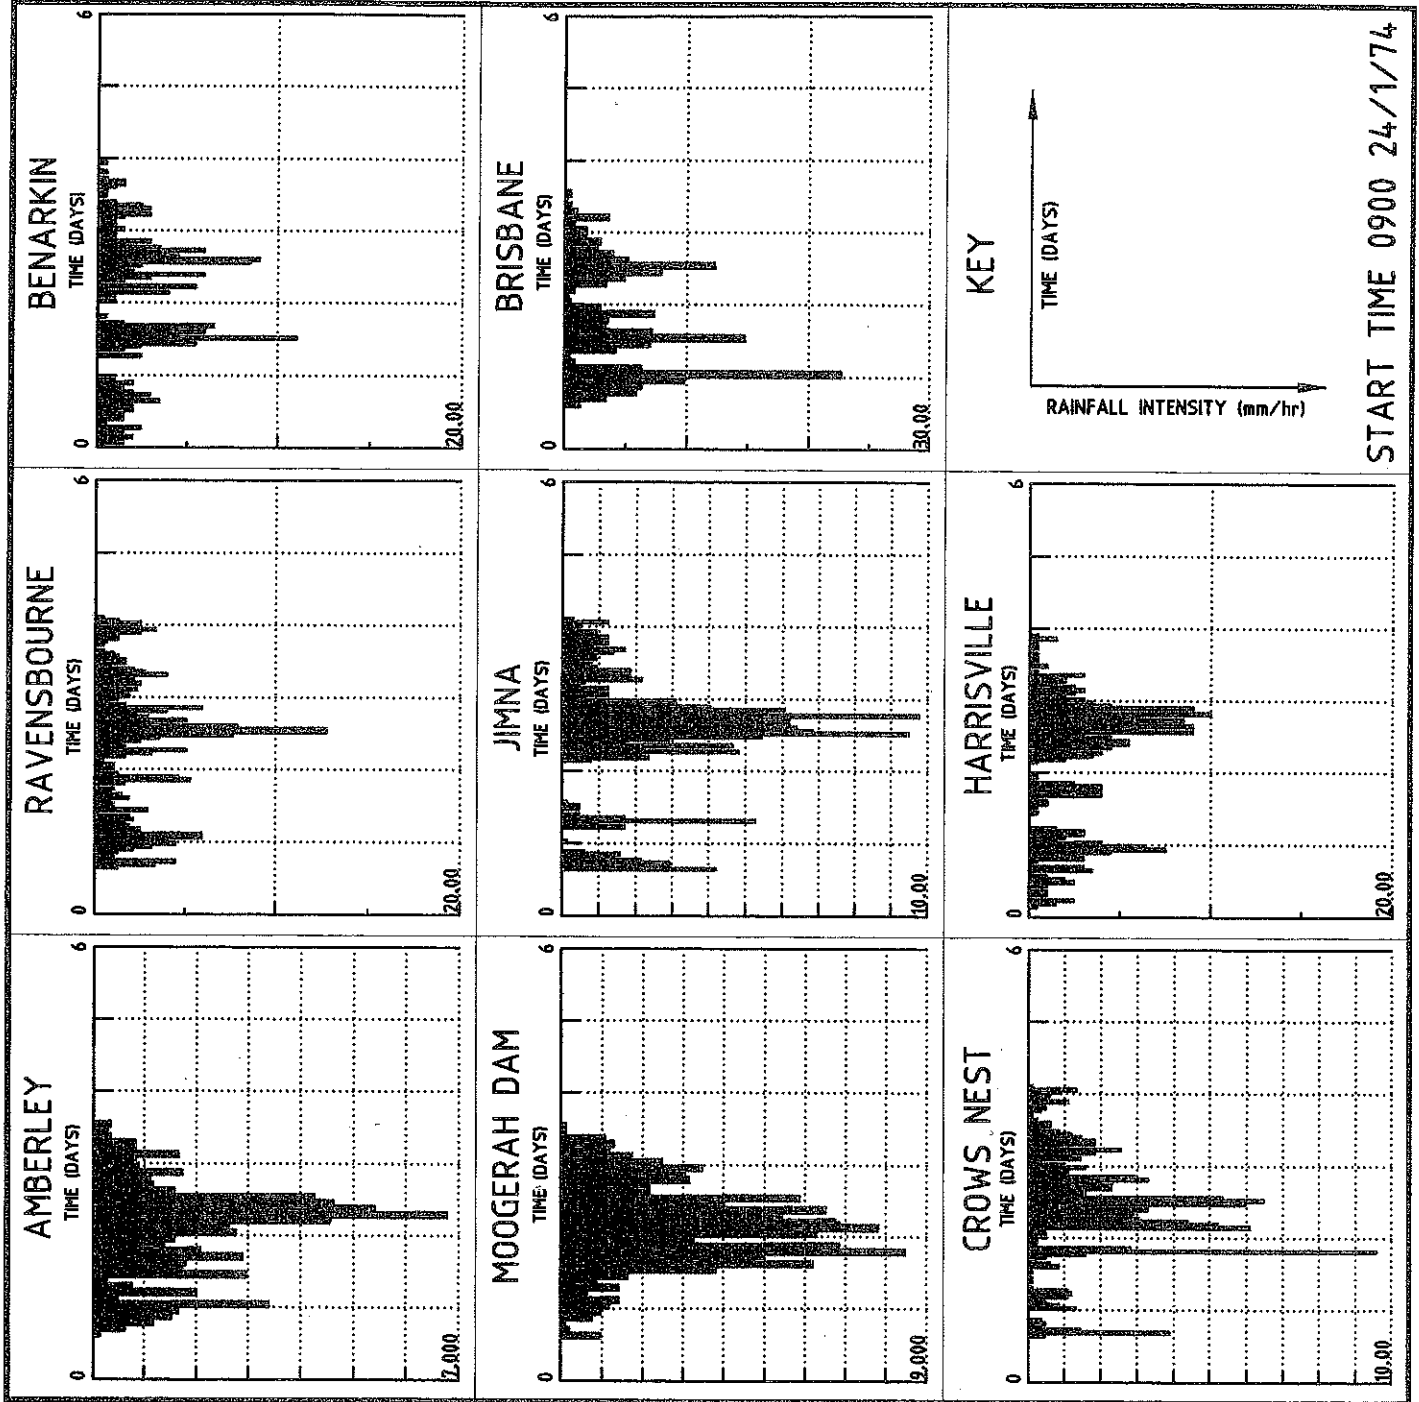 AMBERLEY
TIME (DAYS)
0
6
7.000
RAVENSBOURNE
TIME (DAYS)
0
6
20.00
BENARKIN
TIME (DAYS)
0
6
20.00
MOOGERAH DAM
TIME (DAYS)
0
6
9.000
JIMNA
TIME (DAYS)
0
6
10.00
BRISBANE
TIME (DAYS)
0
6
30.00
CROWS NEST
TIME (DAYS)
0
6
10.00
HARRISVILLE
TIME (DAYS)
0
6
20.00
KEY
TIME (DAYS)
RAINFALL INTENSITY (mm/hr)
START TIME 0900 24/1/74